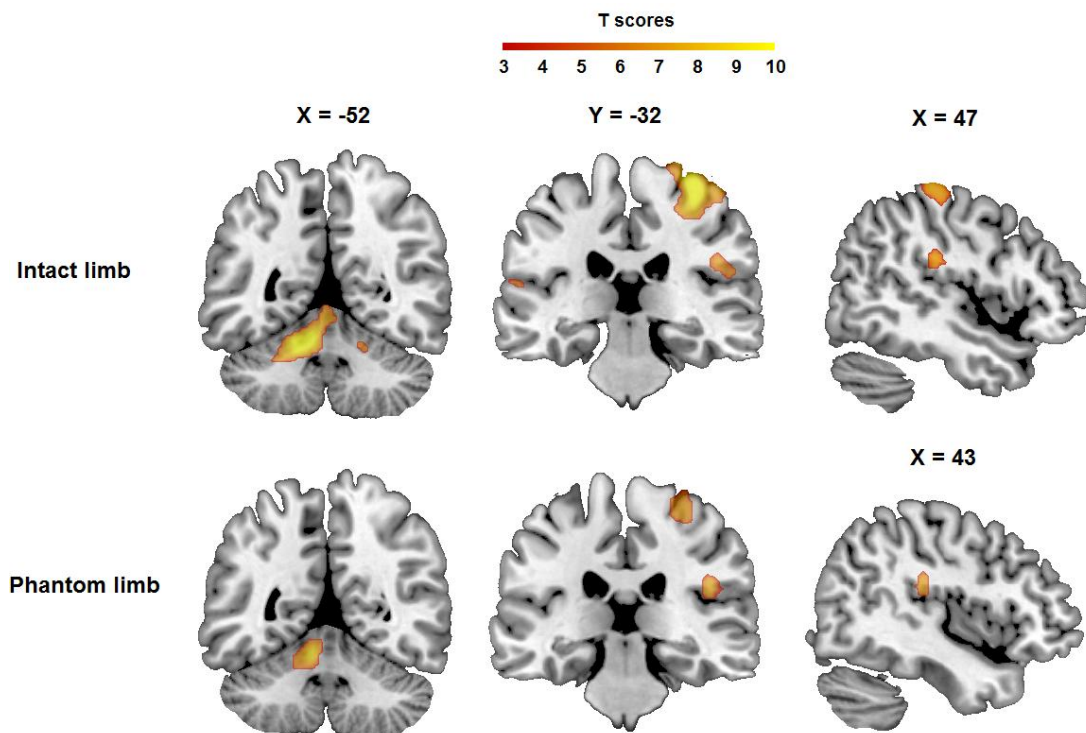 T scores
3 4 5 6 7 8 9 10
X = -52 Y = -32 X = 47
Intact limb
X = 43
Phantom limb